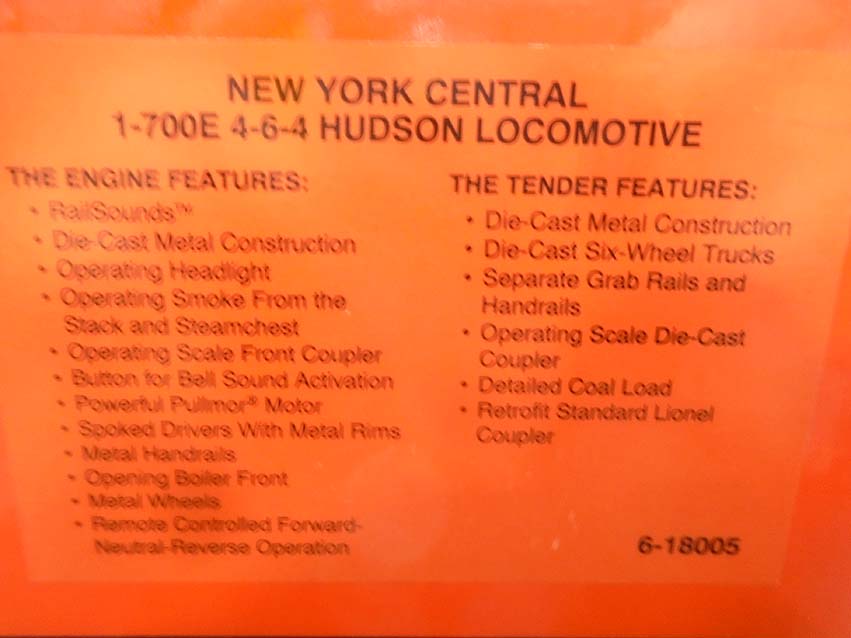 NEW YORK CENTRAL
1-700E 4-6-4 HUDSON LOCOMOTIVE
THE ENGINE FEATURES:
• RailSounds™
• Die-Cast Metal Construction
• Operating Headlight
• Operating Smoke From the
Stack and Steamchest
• Operating Scale Front Coupler
• Button for Bell Sound Activation
• Powerful Pullmor® Motor
• Spoked Drivers With Metal Rims
• Metal Handrails
• Opening Boiler Front
• Metal Wheels
• Remote Controlled Forward-
Neutral-Reverse Operation
THE TENDER FEATURES:
• Die-Cast Metal Construction
• Die-Cast Six-Wheel Trucks
• Separate Grab Rails and
Handrails
• Operating Scale Die-Cast
Coupler
• Detailed Coal Load
• Retrofit Standard Lionel
Coupler
6-18005